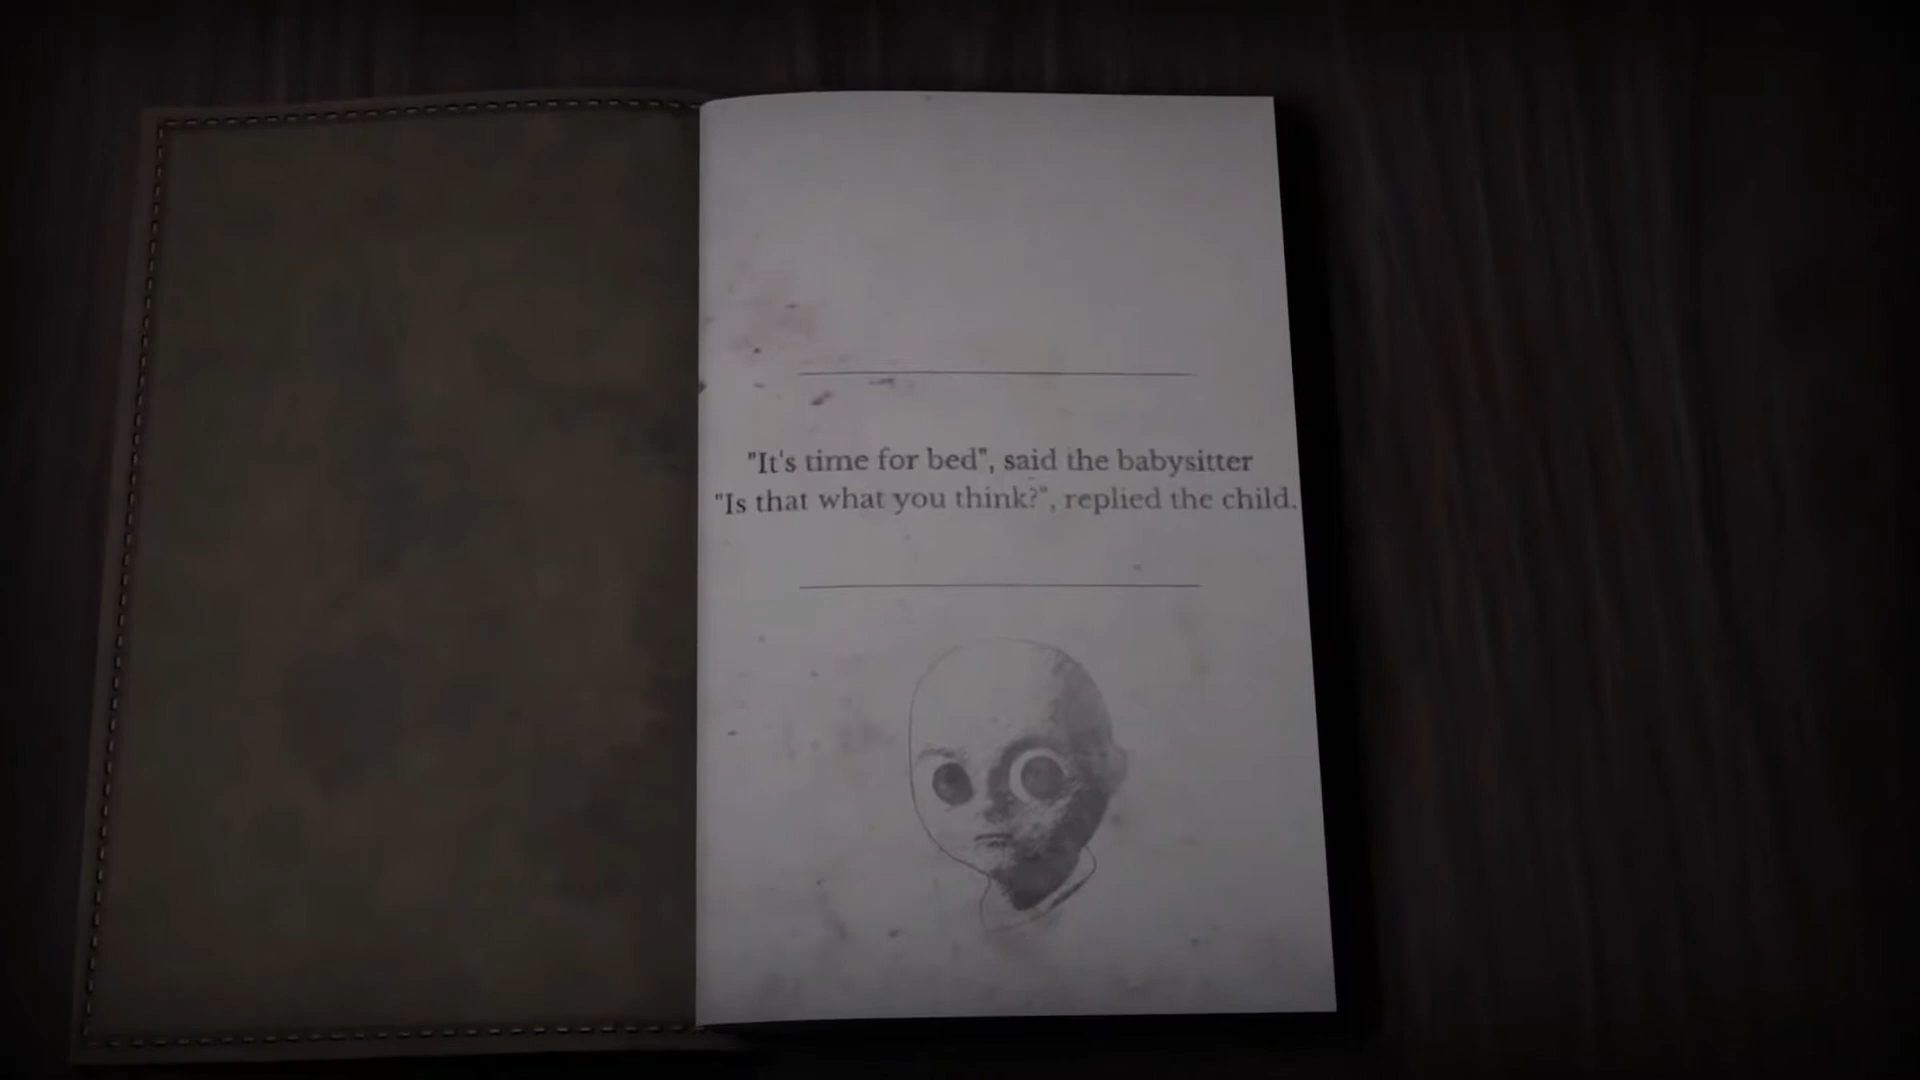 "It's time for bed", said the babysitter
"Is that what you think?", replied the child.